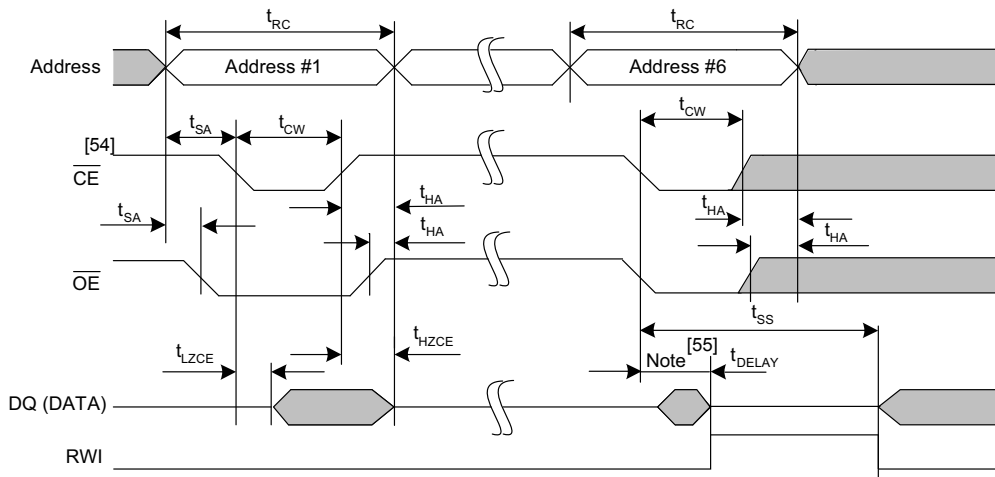 tRC tRC
Address Address #1 Address #6
tCW
tSA tCW
[54]
CE
tHA tHA
tSA tHA tHA
OE
tSS
[55]
tLZCE tHZCE Note tDELAY
DQ (DATA)
RWI